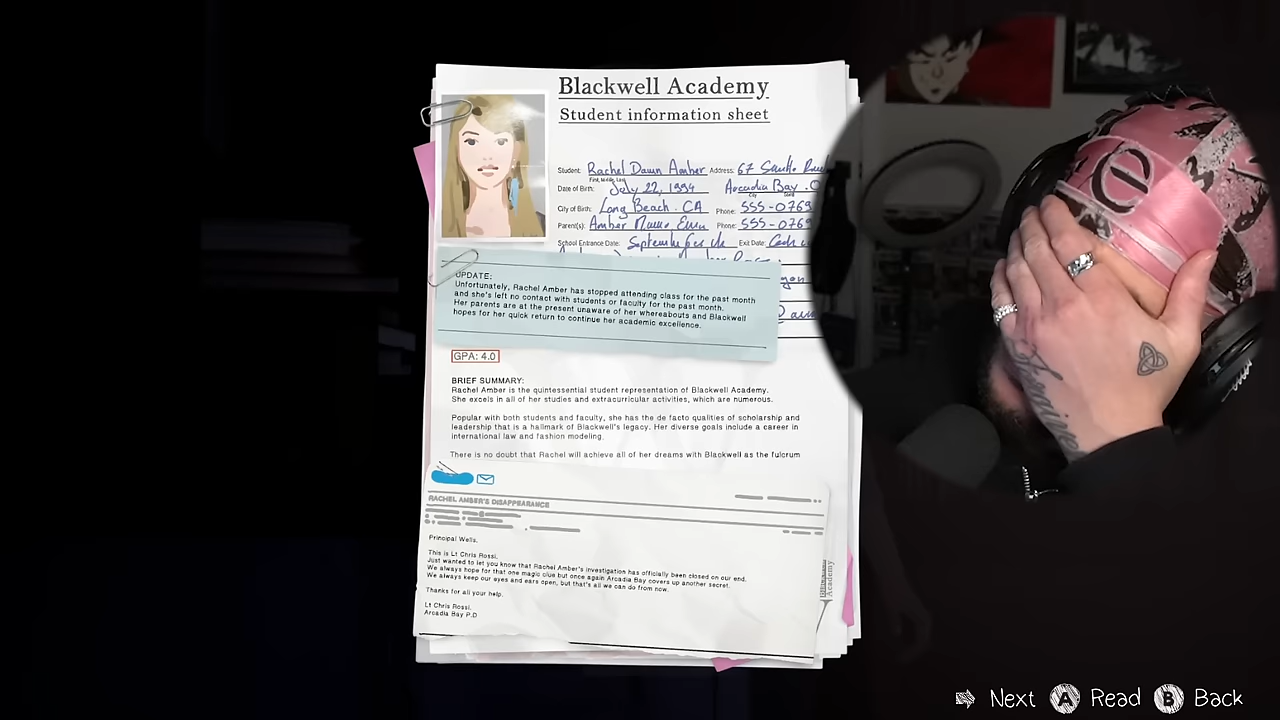 Blackwell Academy
Student information sheet
Student: Rachel Dawn Amber Address: 67
First, Middle, Last
Date of Birth: July 22, 1994 Arcadia Bay
City of Birth: Long Beach. CA Phone: 555-0769
Parent(s): Amber Phone: 555-0769
School Entrance Date: Exit Date:
UPDATE:
Unfortunately, Rachel Amber has stopped attending class for the past month
and she's left no contact with students or faculty for the past month.
Her parents are at the present unaware of her whereabouts and Blackwell
hopes for her quick return to continue her academic excellence.
GPA: 4.0
BRIEF SUMMARY:
Rachel Amber is the quintessential student representation of Blackwell Academy.
She excels in all of her studies and extracurricular activities, which are numerous.
Popular with both students and faculty, she has the de facto qualities of scholarship and
leadership that is a hallmark of Blackwell's legacy. Her diverse goals include a career in
international law and fashion modeling.
There is no doubt that Rachel will achieve all of her dreams with Blackwell as the fulcrum
RACHEL AMBER'S DISAPPEARANCE
Principal Wells,
This is Lt Chris Rossi.
Just wanted to let you know that Rachel Amber's investigation has officially been closed on our end.
We always hope for that one magic clue but once again Arcadia Bay covers up another secret.
We always keep our eyes and ears open, but that's all we can do from now.
Thanks for all your help.
Lt Chris Rossi,
Arcadia Bay P.D
Academy
Next A Read B Back